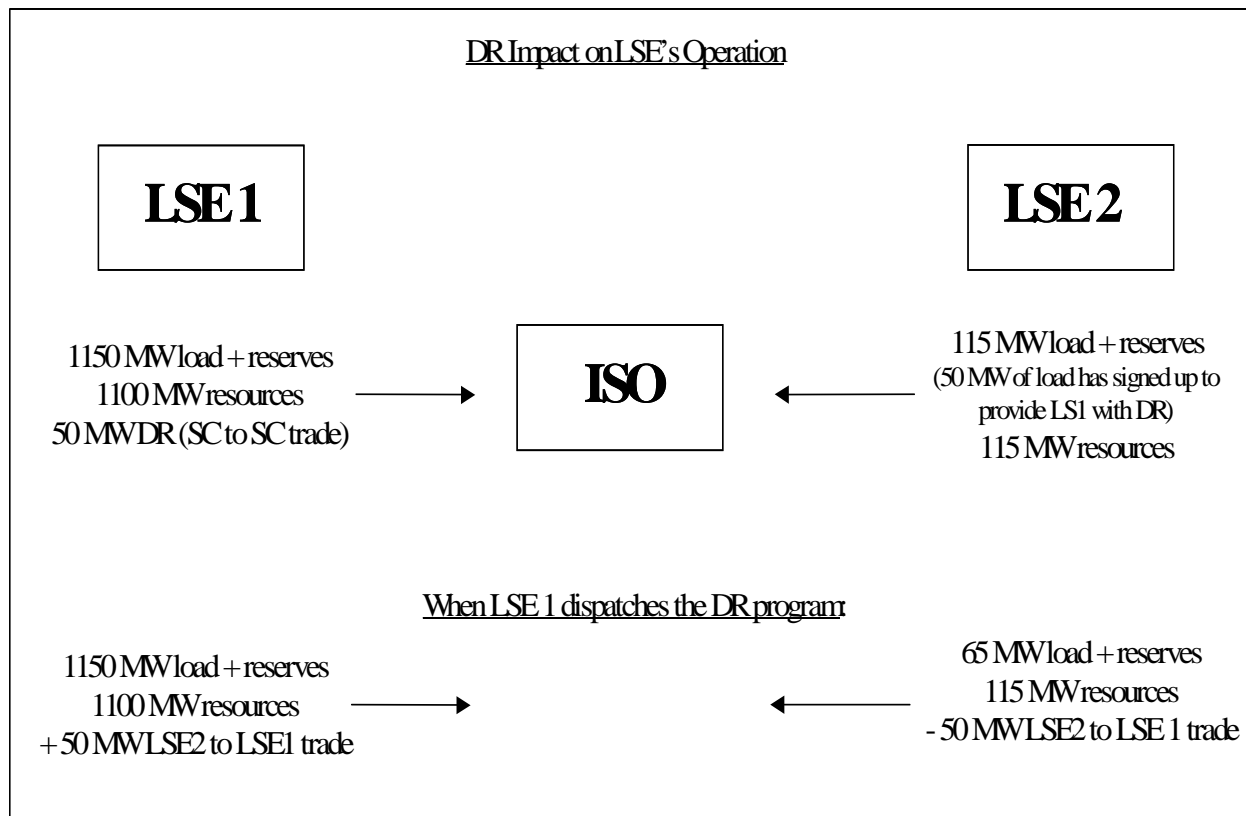 DR Impact on LSE's Operation
LSE 1
LSE 2
ISO
1150 MW load + reserves
1100 MW resources
50 MW DR (SC to SC trade)
115 MW load + reserves
(50 MW of load has signed up to
provide LS1 with DR)
115 MW resources
When LSE 1 dispatches the DR program:
1150 MW load + reserves
1100 MW resources
+ 50 MW LSE2 to LSE1 trade
65 MW load + reserves
115 MW resources
- 50 MW LSE2 to LSE 1 trade